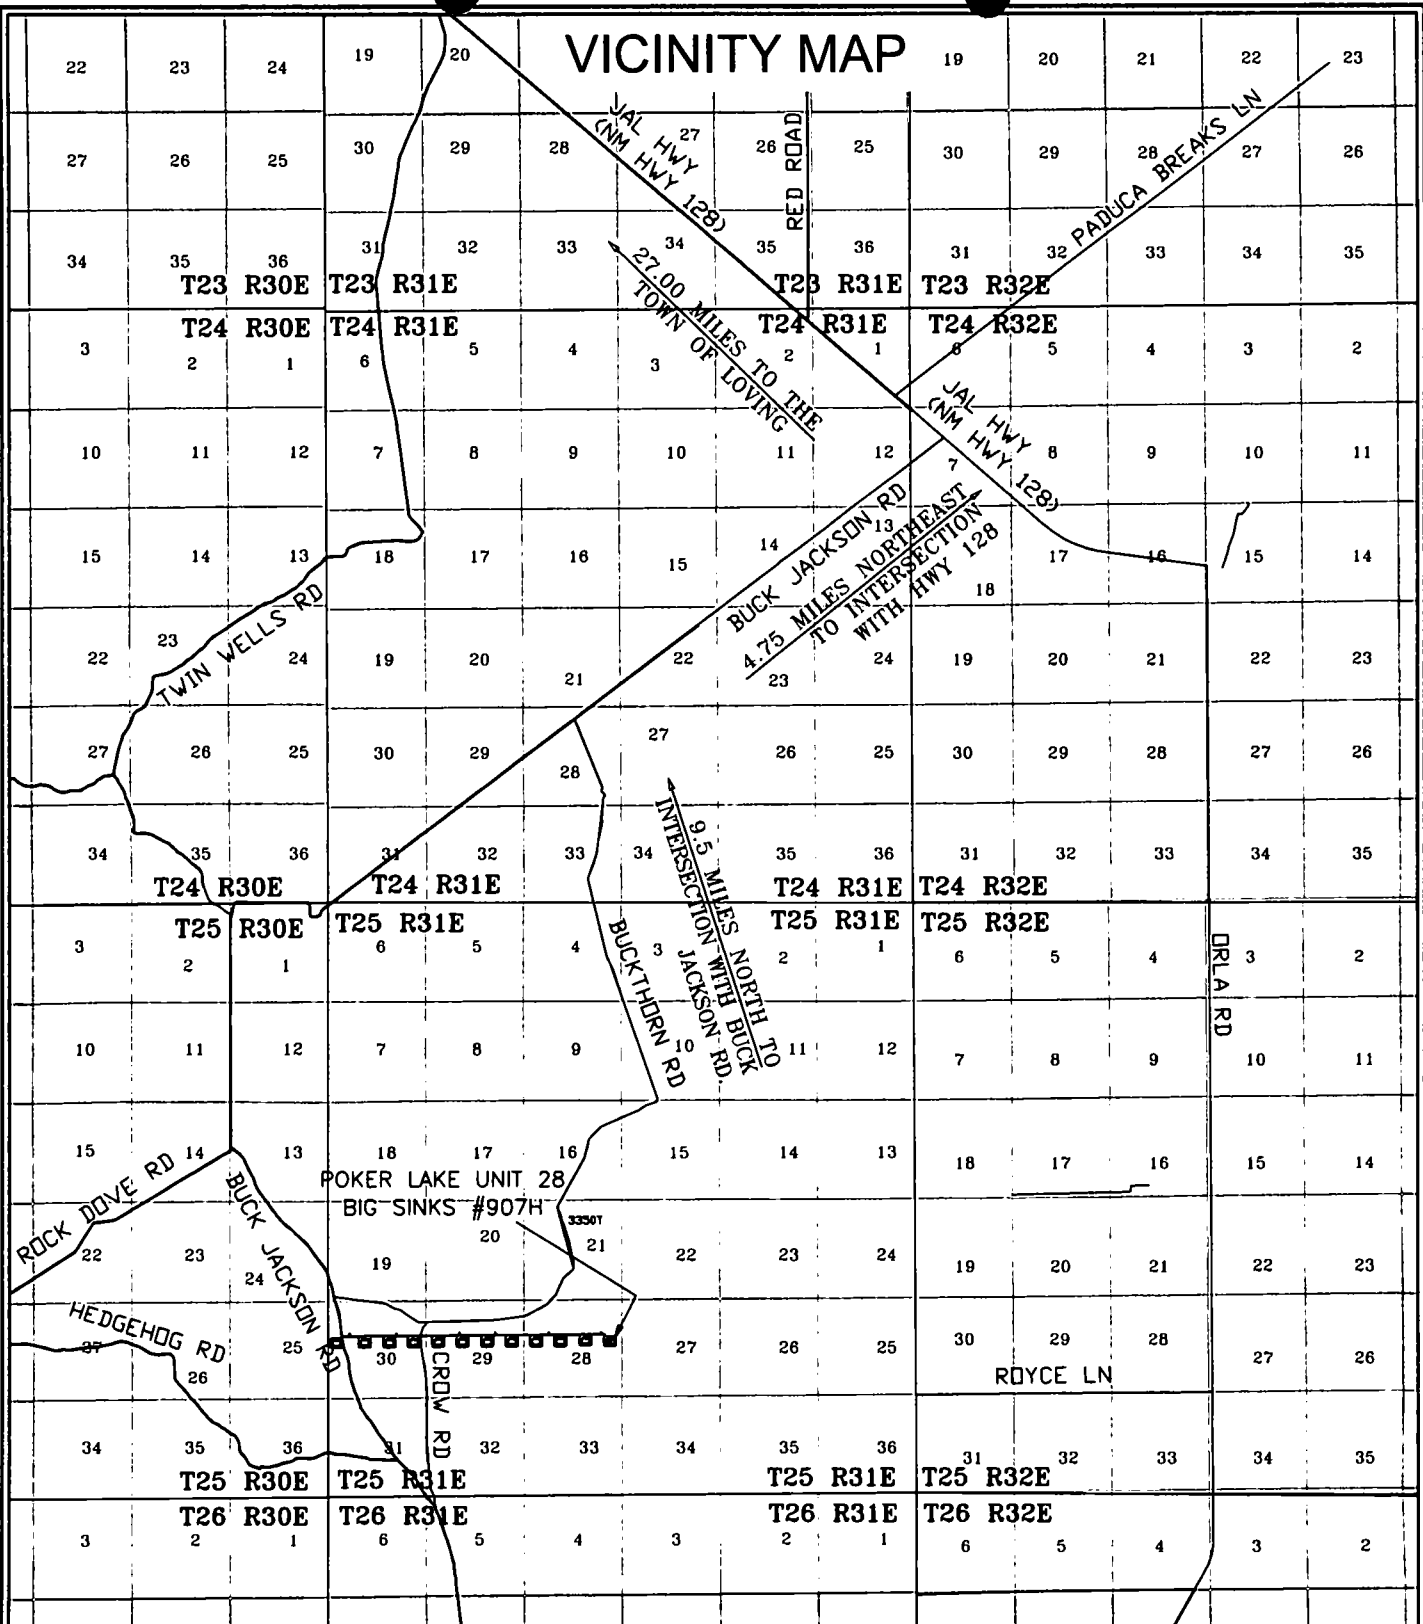 VICINITY MAP
22 23 24 19 20 19 20 21 22 23
JAL HWY
(NM HWY 128)
RED ROAD
PADUCA BREAKS LN
27 26 25 30 29 28 27 26 25 30 29 28 27 26
34 35 36 31 32 33 34 35 36 31 32 33 34 35
T23 R30E T23 R31E T23 R31E T23 R32E
T24 R30E T24 R31E T24 R31E T24 R32E
27.00 MILES TO THE
TOWN OF LOVING
3 2 1 6 5 4 3 2 1 6 5 4 3 2
JAL HWY
(NM HWY 128)
10 11 12 7 8 9 10 11 12 7 8 9 10 11
BUCK JACKSON RD
4.75 MILES NORTHEAST
TO INTERSECTION
WITH HWY 128
15 14 13 18 17 16 15 14 13 18 17 16 15 14
TWIN WELLS RD
22 23 24 19 20 21 22 23 24 19 20 21 22 23
27 26 25 30 29 28 27 26 25 30 29 28 27 26
9.5 MILES NORTH TO
INTERSECTION WITH BUCK
JACKSON RD.
34 35 36 31 32 33 34 35 36 31 32 33 34 35
T24 R30E T24 R31E T24 R31E T24 R32E
T25 R30E T25 R31E T25 R31E T25 R32E
BUCKTHORN RD
ORLA RD
3 2 1 6 5 4 3 2 1 6 5 4 3 2
10 11 12 7 8 9 10 11 12 7 8 9 10 11
15 14 13 18 17 16 15 14 13 18 17 16 15 14
ROCK DOVE RD
BUCK JACKSON RD
POKER LAKE UNIT 28
BIG SINKS #907H
3350'
22 23 24 19 20 21 22 23 24 19 20 21 22 23
HEDGEHOG RD
27 26 25 30 29 28 27 26 25 30 29 28 27 26
CROW RD
ROYCE LN
34 35 36 31 32 33 34 35 36 31 32 33 34 35
T25 R30E T25 R31E T25 R31E T25 R32E
T26 R30E T26 R31E T26 R31E T26 R32E
3 2 1 6 5 4 3 2 1 6 5 4 3 2